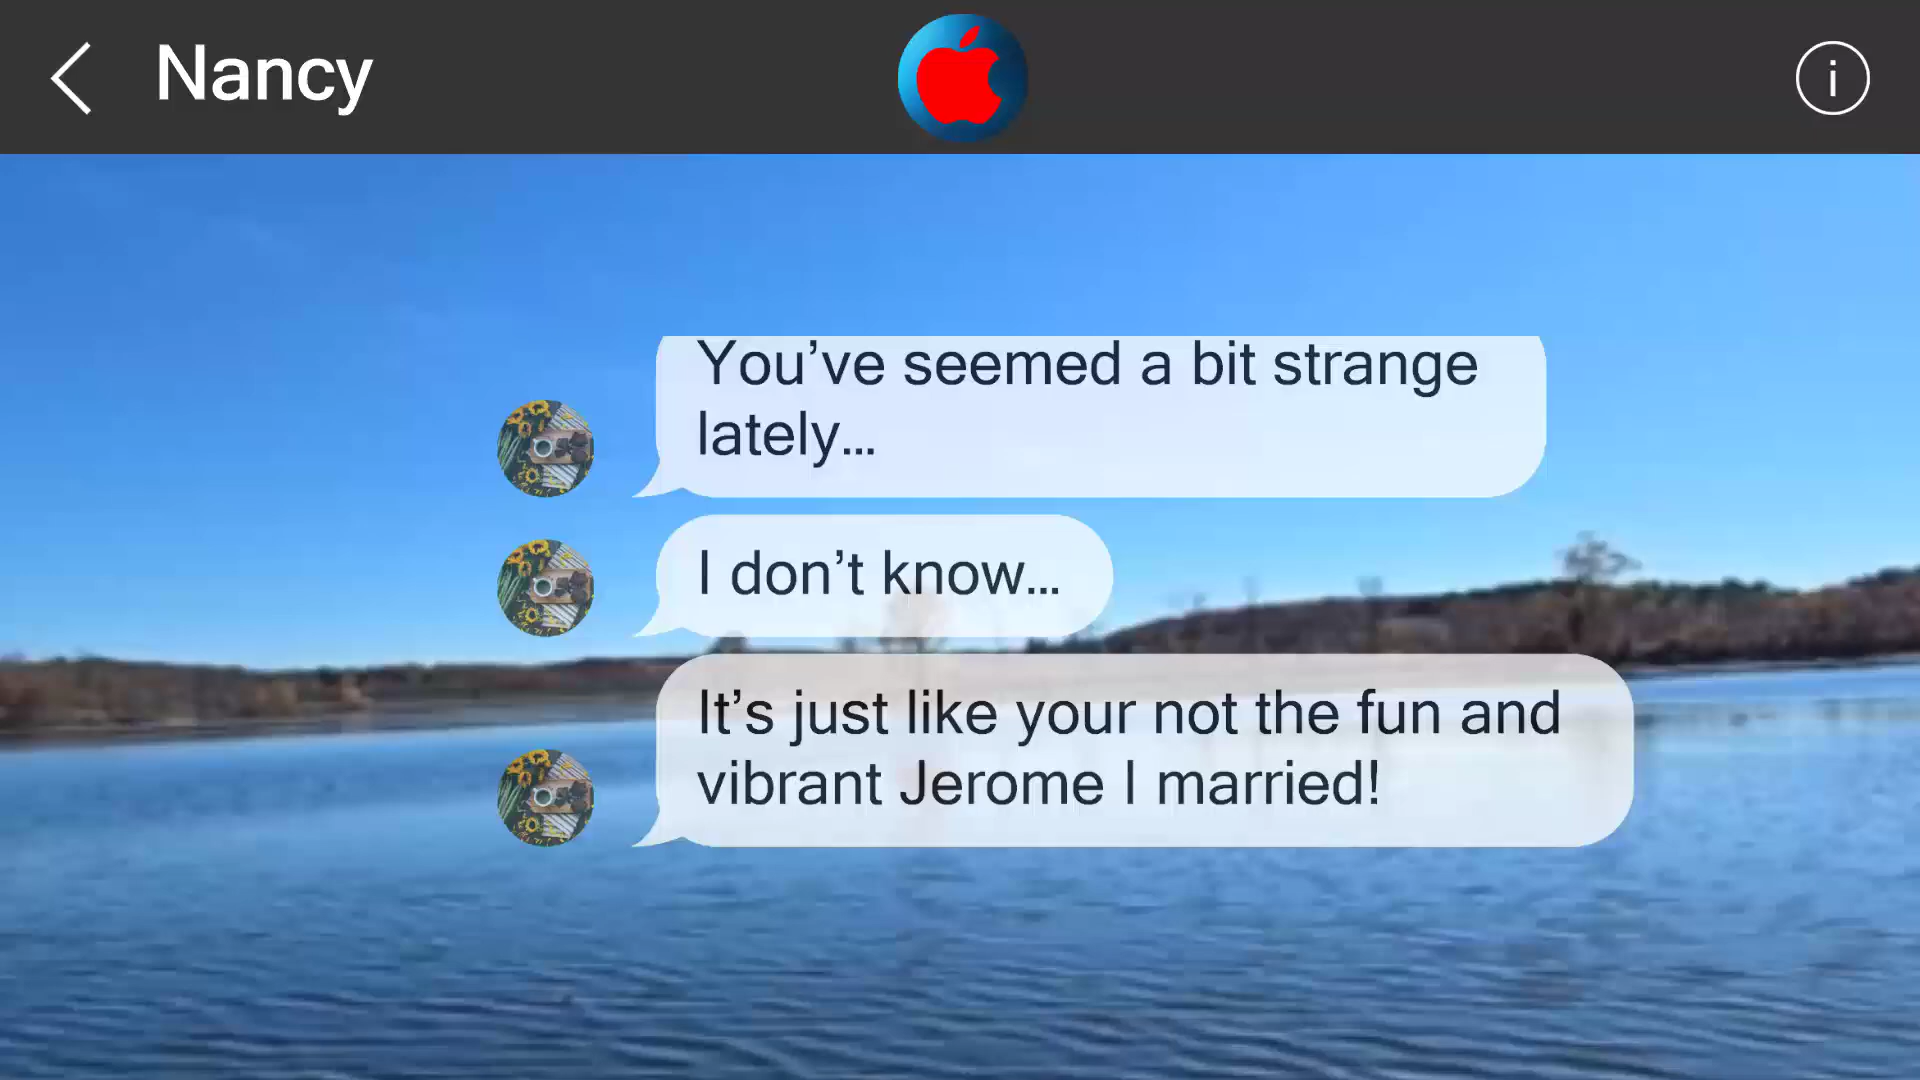 Nancy
You’ve seemed a bit strange
lately...
I don’t know...
It’s just like your not the fun and
vibrant Jerome I married!